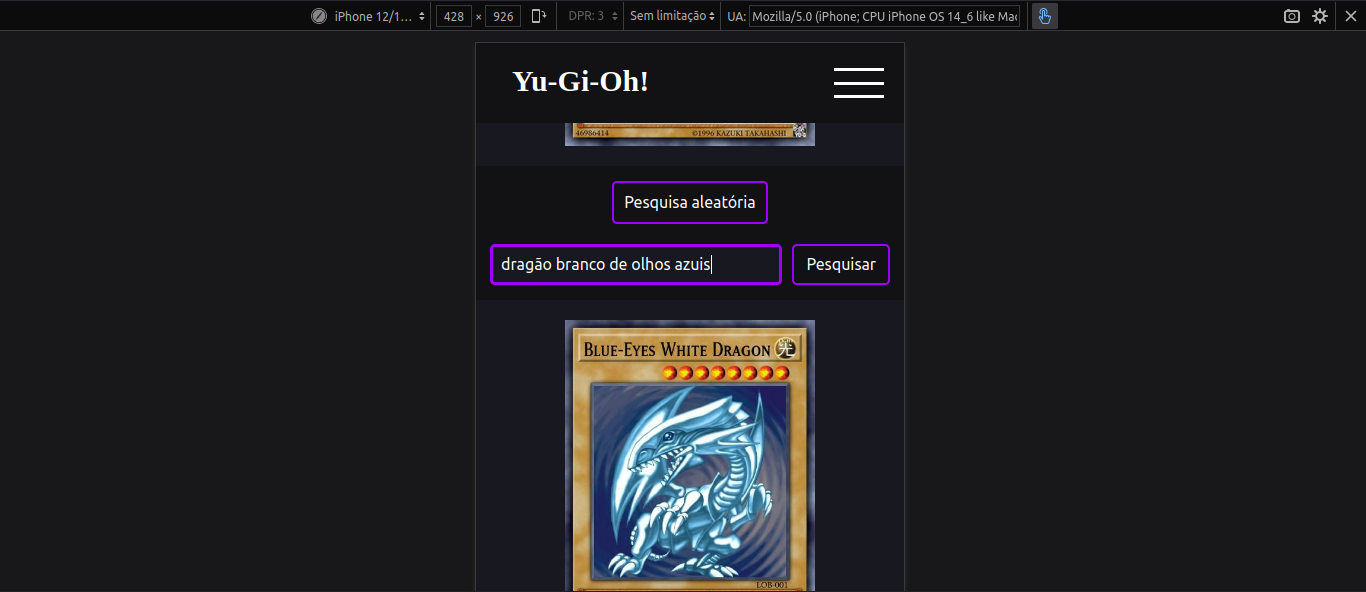 iPhone 12/1... 428 × 926 DPR: 3 Sem limitação UA: Mozilla/5.0 (iPhone; CPU iPhone OS 14_6 like Mac
Yu-Gi-Oh!
46986414 ©1996 KAZUKI TAKAHASHI
Pesquisa aleatória
dragão branco de olhos azuis Pesquisar
BLUE-EYES WHITE DRAGON 光
LOB-001